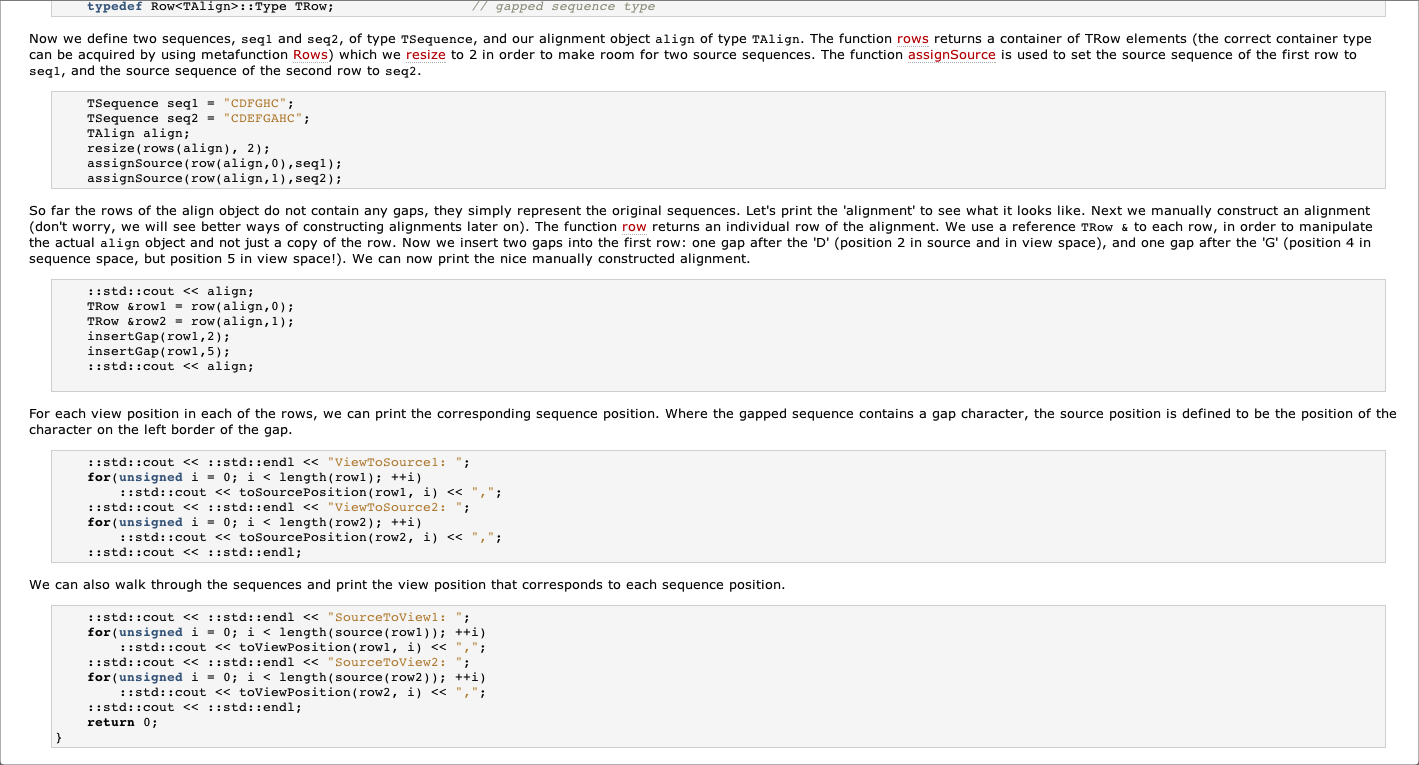 typedef Row<TAlign>::Type TRow;                 // gapped sequence type
Now we define two sequences, seq1 and seq2, of type TSequence, and our alignment object align of type TAlign. The function rows returns a container of TRow elements (the correct container type
can be acquired by using metafunction Rows) which we resize to 2 in order to make room for two source sequences. The function assignSource is used to set the source sequence of the first row to
seq1, and the source sequence of the second row to seq2.
TSequence seq1 = "CDFGHC";
TSequence seq2 = "CDEFGAHC";
TAlign align;
resize(rows(align), 2);
assignSource(row(align,0),seq1);
assignSource(row(align,1),seq2);
So far the rows of the align object do not contain any gaps, they simply represent the original sequences. Let's print the 'alignment' to see what it looks like. Next we manually construct an alignment
(don't worry, we will see better ways of constructing alignments later on). The function row returns an individual row of the alignment. We use a reference TRow & to each row, in order to manipulate
the actual align object and not just a copy of the row. Now we insert two gaps into the first row: one gap after the 'D' (position 2 in source and in view space), and one gap after the 'G' (position 4 in
sequence space, but position 5 in view space!). We can now print the nice manually constructed alignment.
::std::cout << align;
TRow &row1 = row(align,0);
TRow &row2 = row(align,1);
insertGap(row1,2);
insertGap(row1,5);
::std::cout << align;
For each view position in each of the rows, we can print the corresponding sequence position. Where the gapped sequence contains a gap character, the source position is defined to be the position of the
character on the left border of the gap.
::std::cout << ::std::endl << "ViewToSource1: ";
for(unsigned i = 0; i < length(row1); ++i)
    ::std::cout << toSourcePosition(row1, i) << ",";
::std::cout << ::std::endl << "ViewToSource2: ";
for(unsigned i = 0; i < length(row2); ++i)
    ::std::cout << toSourcePosition(row2, i) << ",";
::std::cout << ::std::endl;
We can also walk through the sequences and print the view position that corresponds to each sequence position.
::std::cout << ::std::endl << "SourceToView1: ";
for(unsigned i = 0; i < length(source(row1)); ++i)
    ::std::cout << toViewPosition(row1, i) << ",";
::std::cout << ::std::endl << "SourceToView2: ";
for(unsigned i = 0; i < length(source(row2)); ++i)
    ::std::cout << toViewPosition(row2, i) << ",";
::std::cout << ::std::endl;
return 0;
}